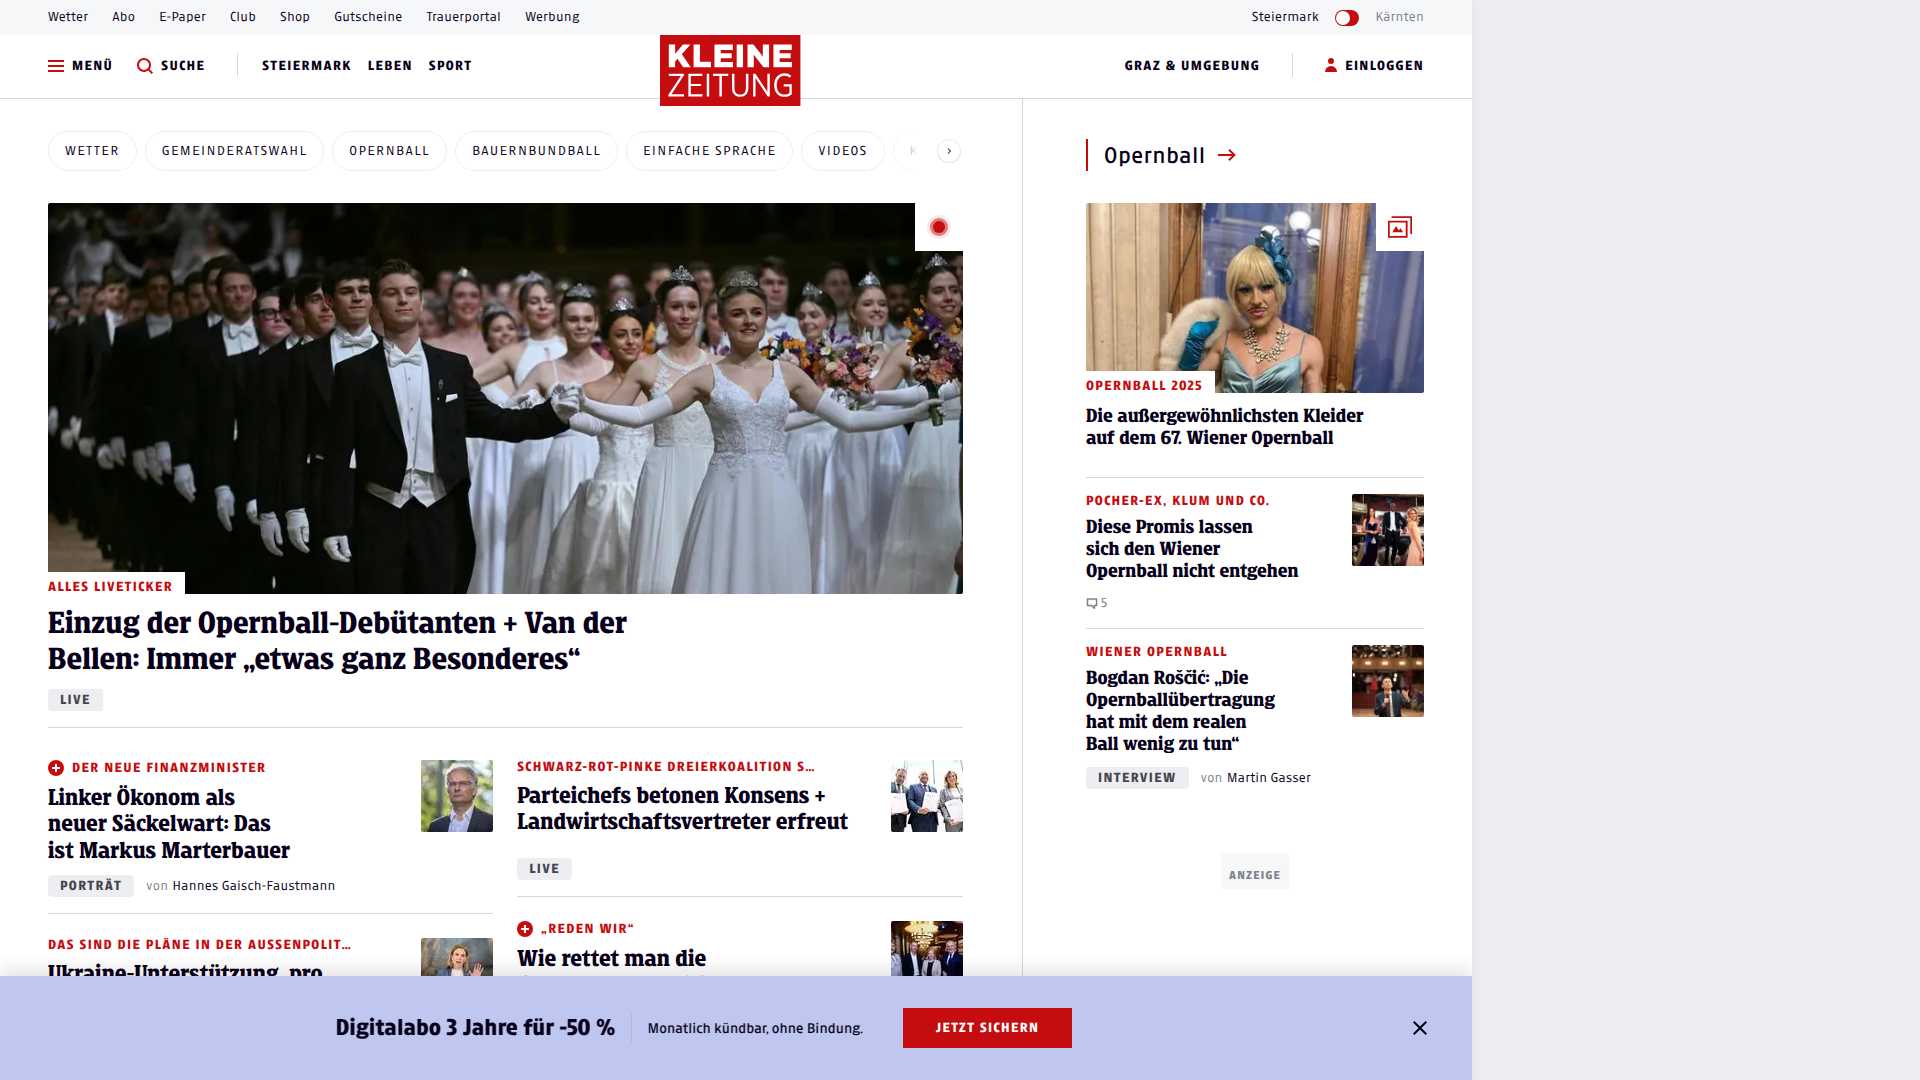 Wetter Abo E-Paper Club Shop Gutscheine Trauerportal Werbung Steiermark Kärnten
MENÜ SUCHE STEIERMARK LEBEN SPORT KLEINE ZEITUNG GRAZ & UMGEBUNG EINLOGGEN
WETTER GEMEINDERATSWAHL OPERNBALL BAUERNBUNDBALL EINFACHE SPRACHE VIDEOS K
ALLES LIVETICKER
Einzug der Opernball-Debütanten + Van der
Bellen: Immer „etwas ganz Besonderes“
LIVE
DER NEUE FINANZMINISTER
Linker Ökonom als
neuer Säckelwart: Das
ist Markus Marterbauer
PORTRÄT von Hannes Gaisch-Faustmann
DAS SIND DIE PLÄNE IN DER AUSSENPOLIT...
Ukraine-Unterstützung, pro
SCHWARZ-ROT-PINKE DREIERKOALITION S...
Parteichefs betonen Konsens +
Landwirtschaftsvertreter erfreut
LIVE
„REDEN WIR“
Wie rettet man die
Opernball
OPERNBALL 2025
Die außergewöhnlichsten Kleider
auf dem 67. Wiener Opernball
POCHER-EX, KLUM UND CO.
Diese Promis lassen
sich den Wiener
Opernball nicht entgehen
5
WIENER OPERNBALL
Bogdan Roščić: „Die
Opernballübertragung
hat mit dem realen
Ball wenig zu tun“
INTERVIEW von Martin Gasser
ANZEIGE
Digitalabo 3 Jahre für -50 % Monatlich kündbar, ohne Bindung. JETZT SICHERN